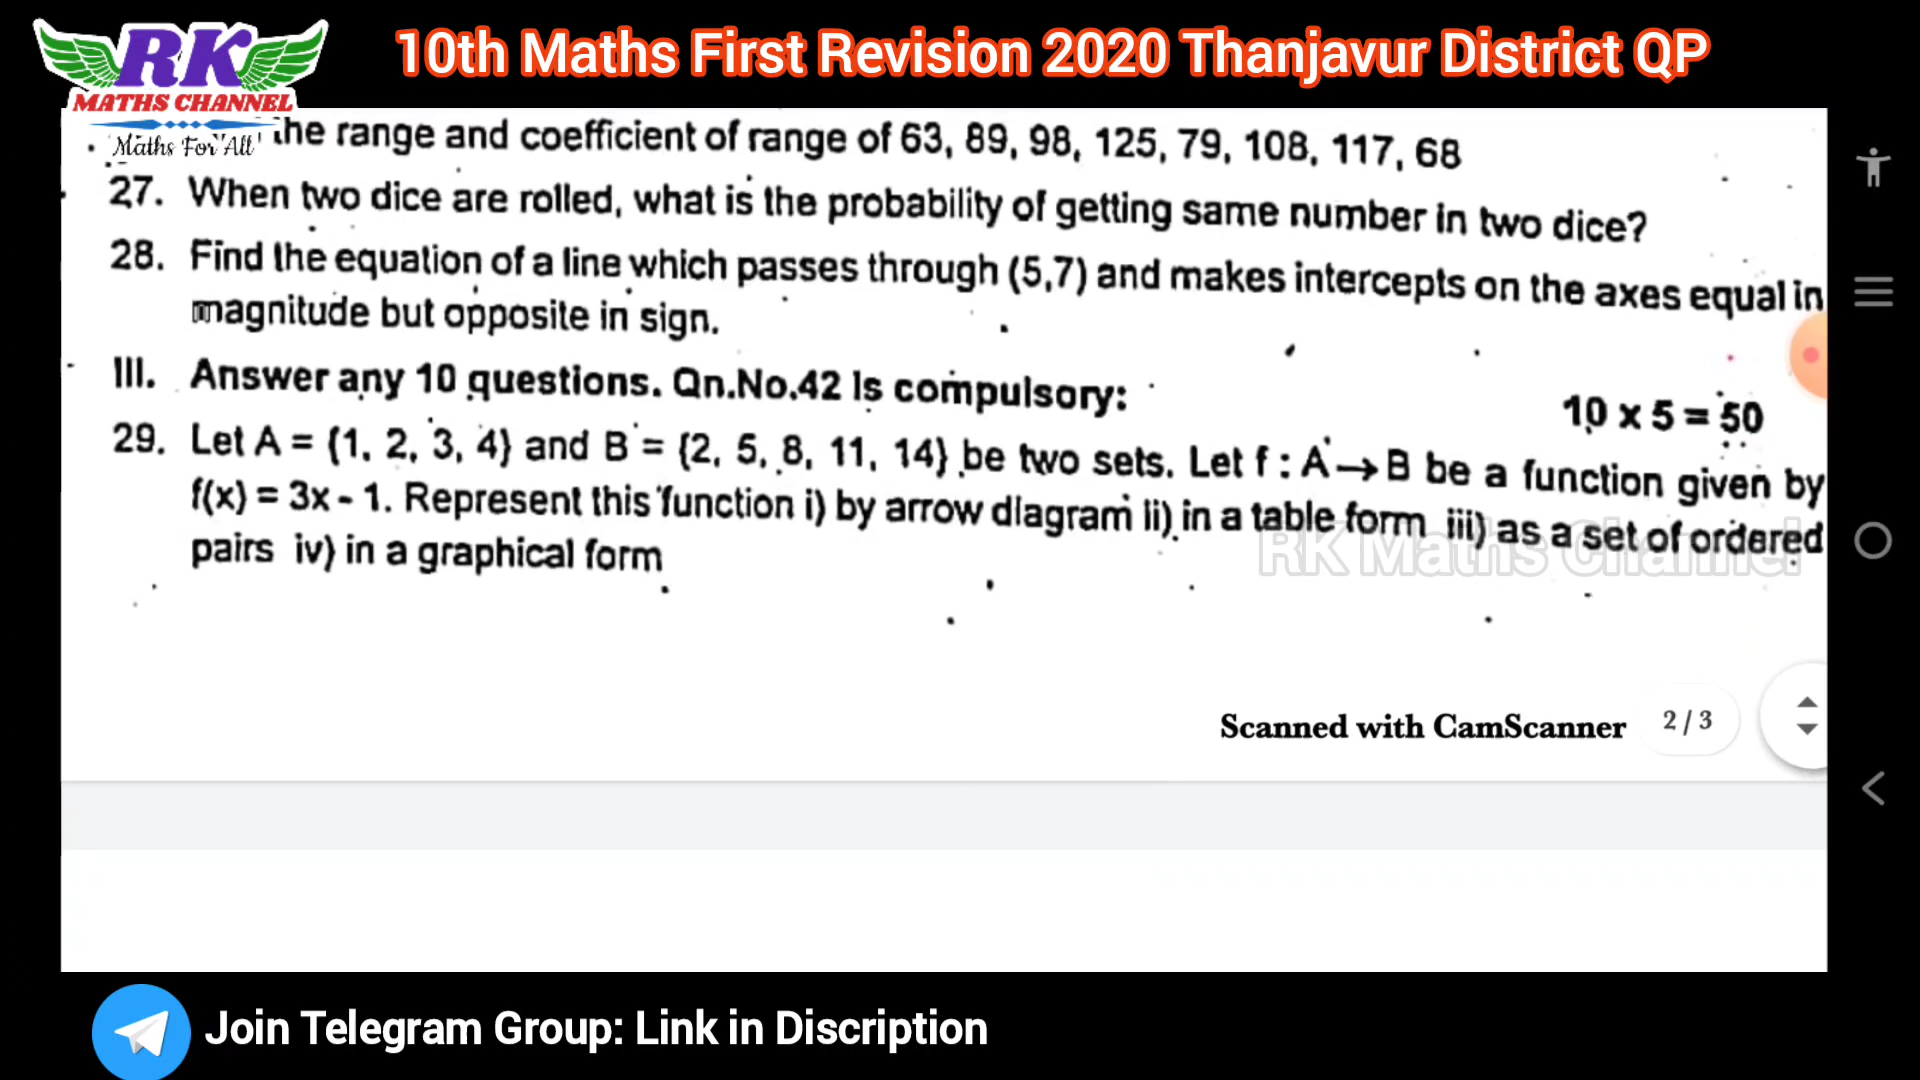 RK
MATHS CHANNEL
Maths For All
10th Maths First Revision 2020 Thanjavur District QP
the range and coefficient of range of 63, 89, 98, 125, 79, 108, 117, 68
27. When two dice are rolled, what is the probability of getting same number in two dice?
28. Find the equation of a line which passes through (5,7) and makes intercepts on the axes equal in
magnitude but opposite in sign.
III. Answer any 10 questions. Qn.No.42 Is compulsory:
10 x 5 = 50
29. Let A = {1, 2, 3, 4} and B = {2, 5, 8, 11, 14} be two sets. Let f : A → B be a function given by
f(x) = 3x - 1. Represent this function i) by arrow diagram ii) in a table form iii) as a set of ordered
pairs iv) in a graphical form
RK Maths Channel
Scanned with CamScanner
2 / 3
Join Telegram Group: Link in Discription